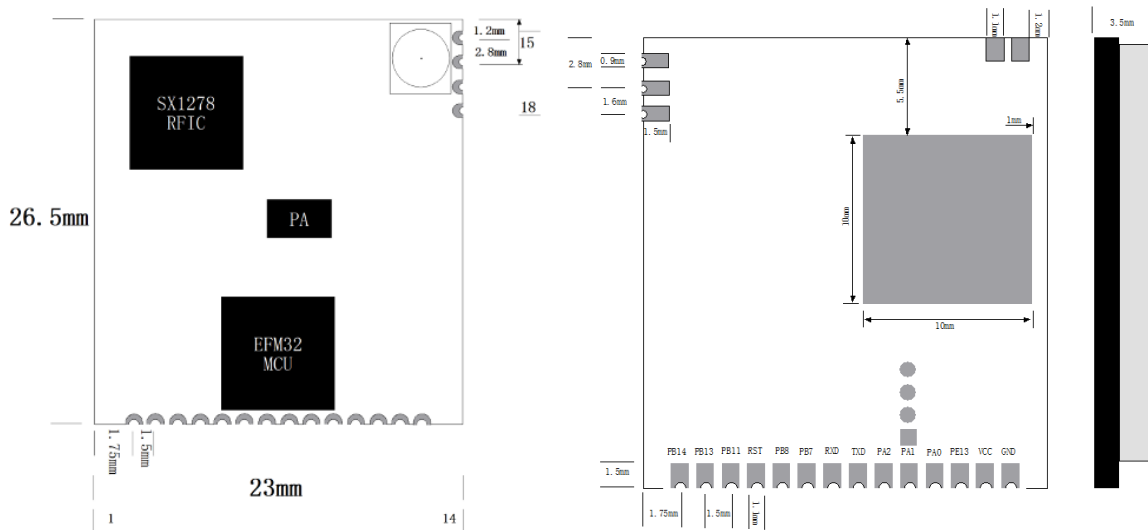 1.2mm
15
2.8mm
SX1278
RFIC
18
26.5mm
PA
EFM32
MCU
1.75mm
1.5mm
23mm
1
14
1.1mm
1.2mm
3.5mm
2.8mm
0.9mm
1.6mm
5.5mm
1.5mm
1mm
10mm
10mm
PB14
PB13
PB11
RST
PB8
PB7
RXD
TXD
PA2
PA1
PA0
PE13
VCC
GND
1.5mm
1.75mm
1.5mm
1.1mm